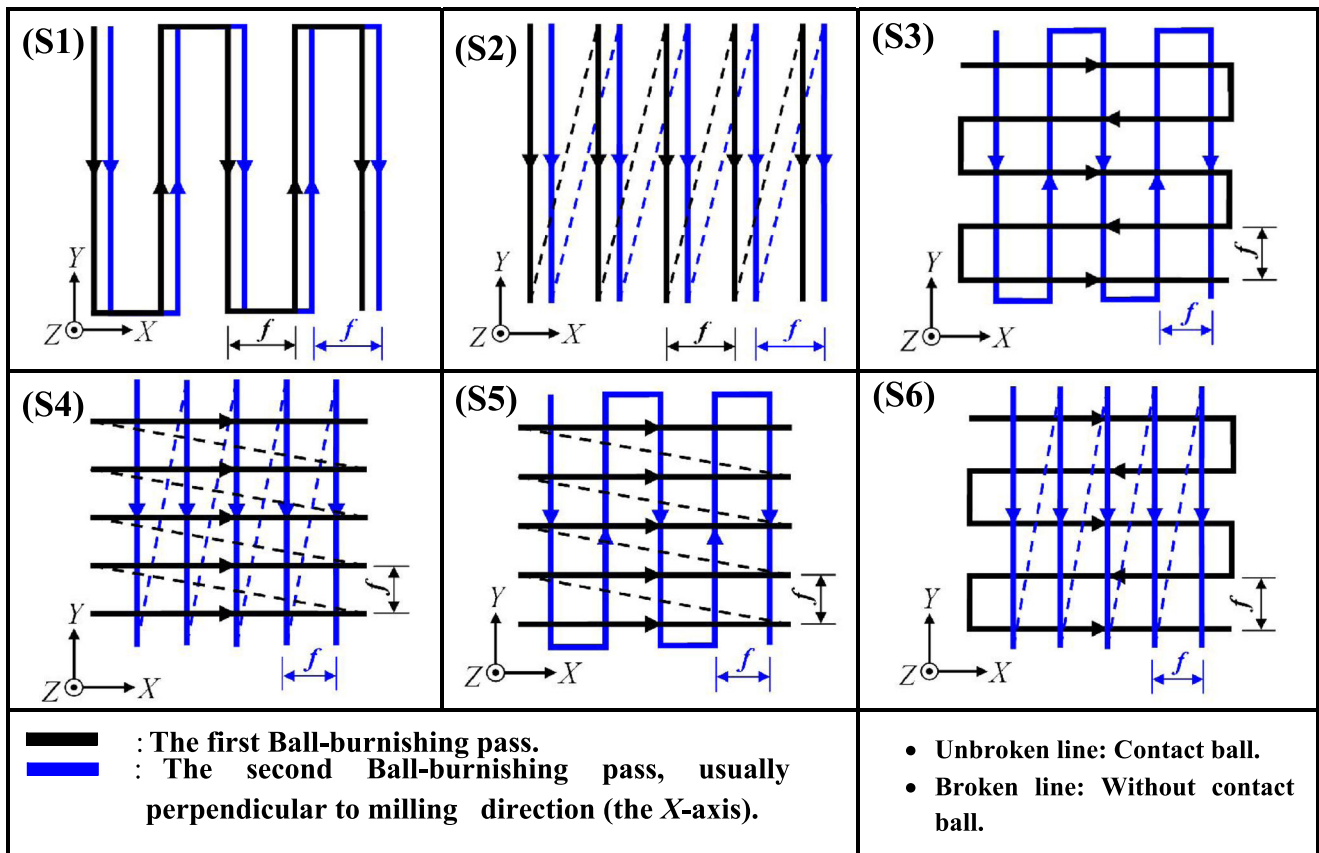 (S1)
Y
Z X
f f
(S2)
Y
Z X
f f
(S3)
Y
Z X
f
f
(S4)
Y
Z X
f
f
(S5)
Y
Z X
f
f
(S6)
Y
Z X
f
f
: The first Ball-burnishing pass.
: The second Ball-burnishing pass, usually
perpendicular to milling direction (the X-axis).
• Unbroken line: Contact ball.
• Broken line: Without contact
ball.